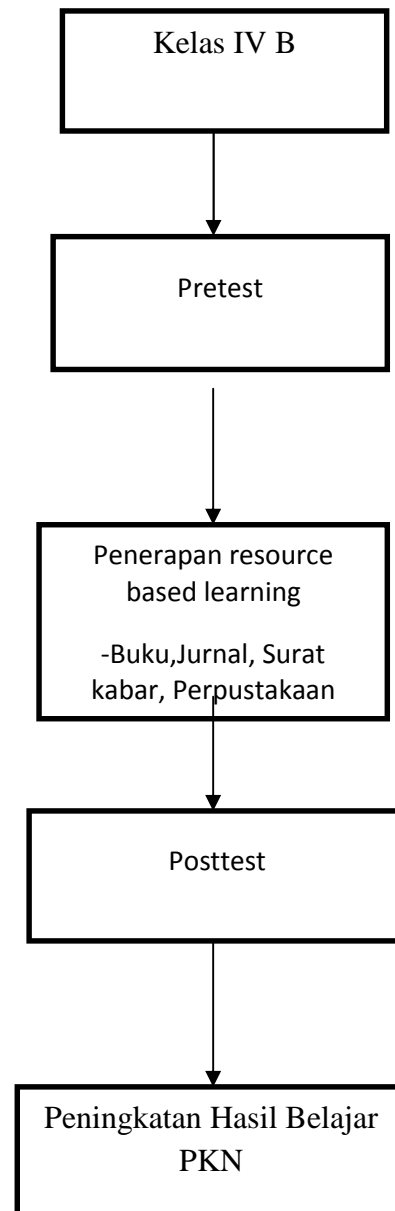 Kelas IV B
Pretest
Penerapan resource
based learning
-Buku,Jurnal, Surat
kabar, Perpustakaan
Posttest
Peningkatan Hasil Belajar
PKN